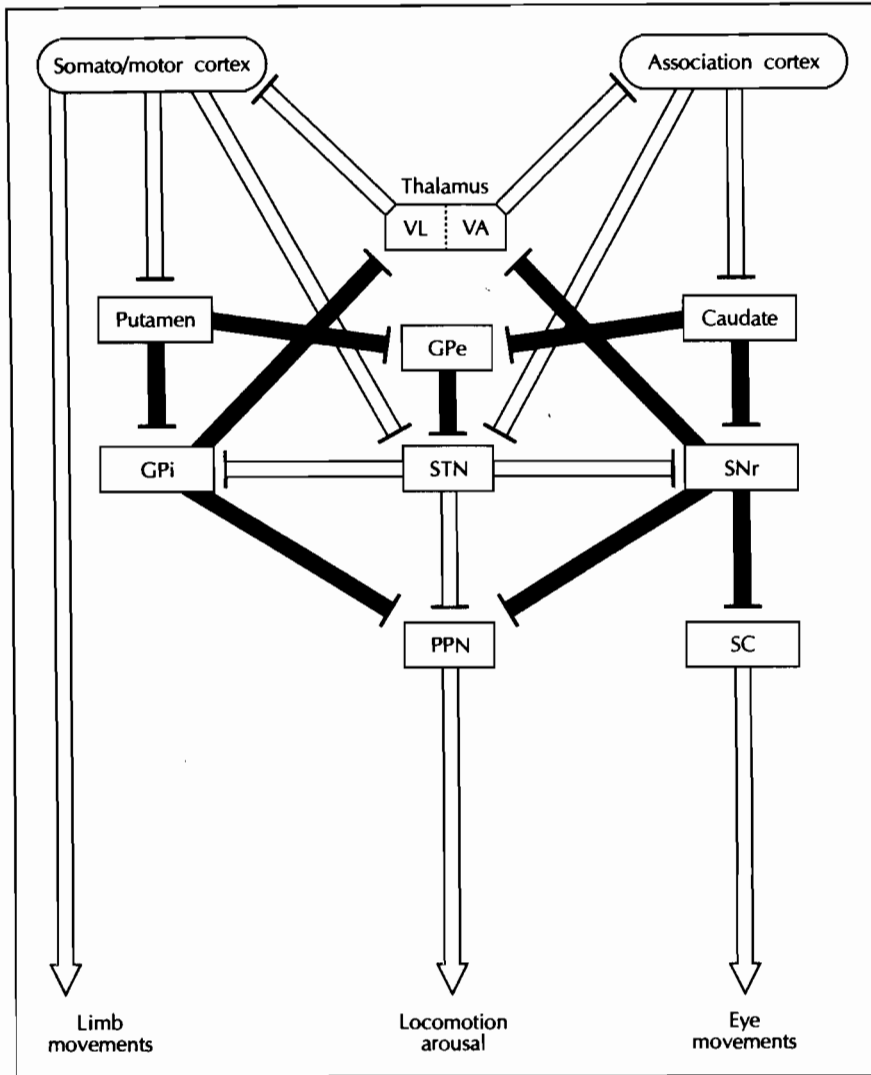 Somato/motor cortex
Association cortex
Thalamus
VL VA
Putamen
GPe
Caudate
GPi
STN
SNr
PPN
SC
Limb
movements
Locomotion
arousal
Eye
movements